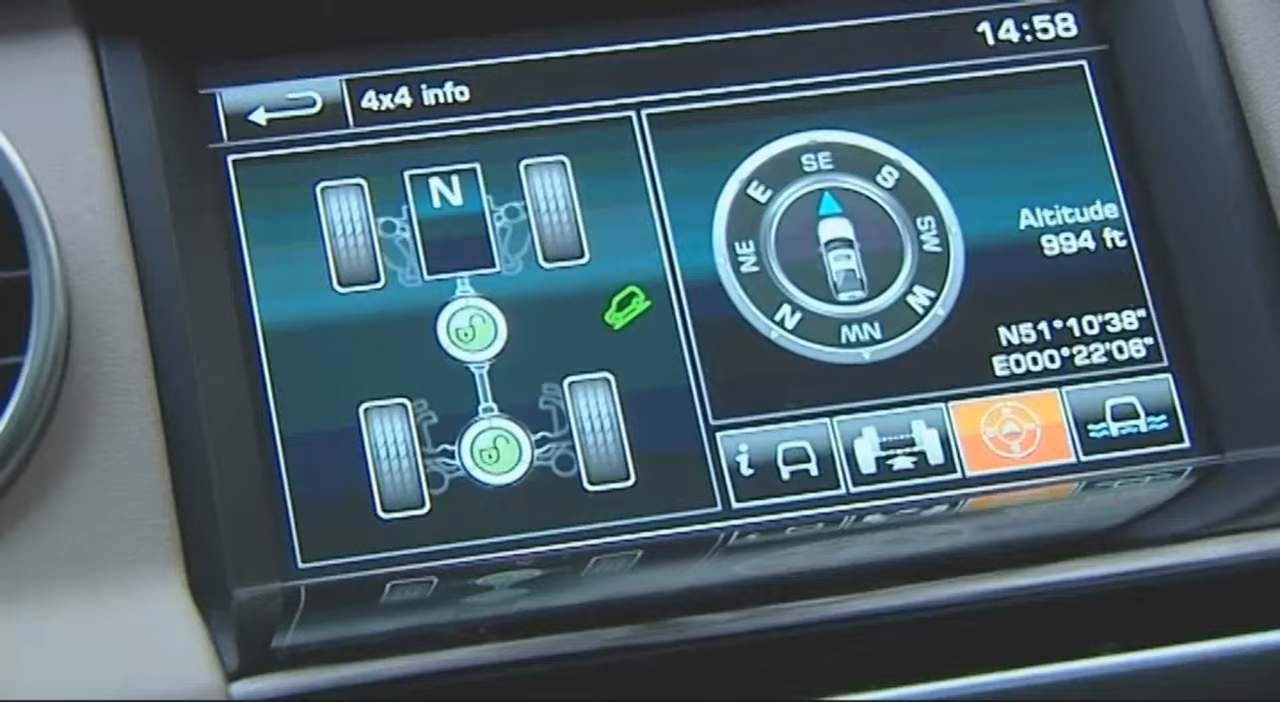 14:58
4x4 info
N
SE
S
SW
W
NW
N
NE
E
Altitude
994 ft
N51°10'38"
E000°22'06"
i